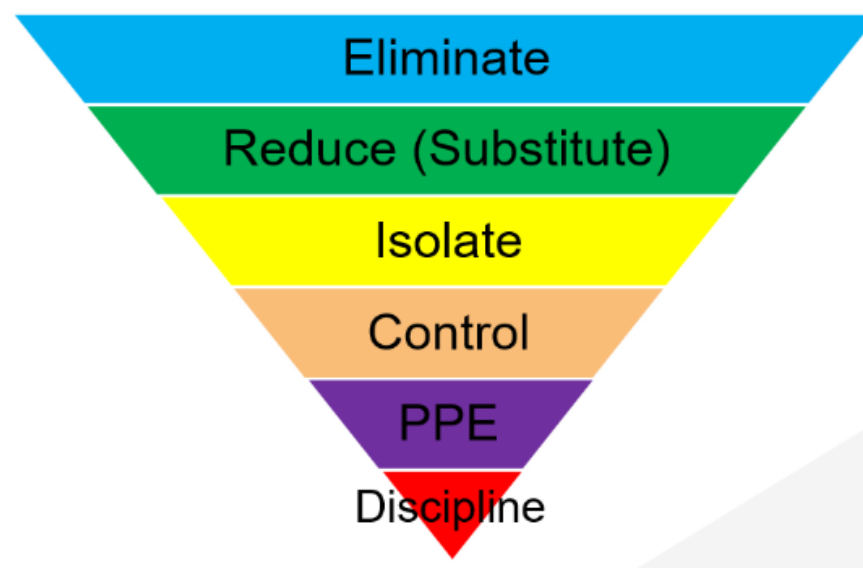 Eliminate
Reduce (Substitute)
Isolate
Control
PPE
Discipline